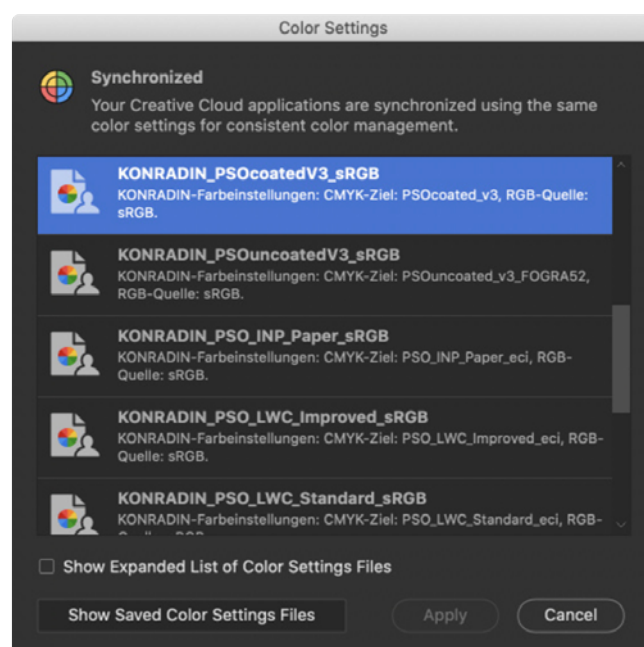 Color Settings
Synchronized
Your Creative Cloud applications are synchronized using the same
color settings for consistent color management.
KONRADIN_PSOcoatedV3_sRGB
KONRADIN-Farbeinstellungen: CMYK-Ziel: PSOcoated_v3, RGB-Quelle:
sRGB.
KONRADIN_PSOuncoatedV3_sRGB
KONRADIN-Farbeinstellungen: CMYK-Ziel: PSOuncoated_v3_FOGRA52,
RGB-Quelle: sRGB.
KONRADIN_PSO_INP_Paper_sRGB
KONRADIN-Farbeinstellungen: CMYK-Ziel: PSO_INP_Paper_eci, RGB-
Quelle: sRGB.
KONRADIN_PSO_LWC_Improved_sRGB
KONRADIN-Farbeinstellungen: CMYK-Ziel: PSO_LWC_Improved_eci, RGB-
Quelle: sRGB.
KONRADIN_PSO_LWC_Standard_sRGB
KONRADIN-Farbeinstellungen: CMYK-Ziel: PSO_LWC_Standard_eci, RGB-
Show Expanded List of Color Settings Files
Show Saved Color Settings Files
Apply
Cancel